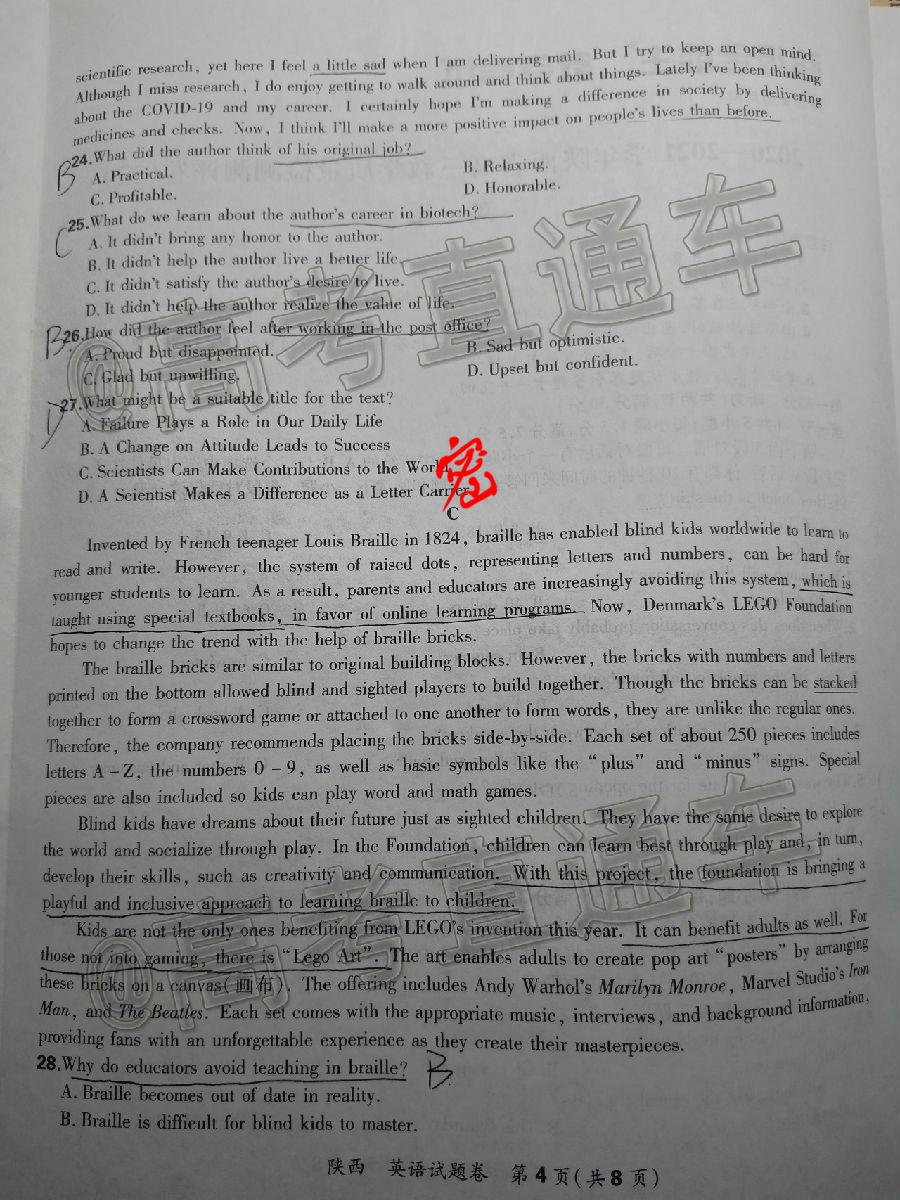 scientific research, yet here I feel a little sad when I am delivering mail. But I try to keep an open mind.
Although I miss research, I do enjoy getting to walk around and think about things. Lately I've been thinking
about the COVID-19 and my career. I certainly hope I'm making a difference in society by delivering
medicines and checks. Now, I think I'll make a more positive impact on people's lives than before.
B 24.What did the author think of his original job?
A. Practical. B. Relaxing.
C. Profitable. D. Honorable.
C 25.What do we learn about the author's career in biotech?
A. It didn't bring any honor to the author.
B. It didn't help the author live a better life.
C. It didn't satisfy the author's desire to live.
D. It didn't help the author realize the value of life.
B 26.How did the author feel after working in the post office?
A. Proud but disappointed. B. Sad but optimistic.
C. Glad but unwilling. D. Upset but confident.
D 27.What might be a suitable title for the text?
A. Failure Plays a Role in Our Daily Life
B. A Change on Attitude Leads to Success
C. Scientists Can Make Contributions to the World
D. A Scientist Makes a Difference as a Letter Carrier
密
C
Invented by French teenager Louis Braille in 1824, braille has enabled blind kids worldwide to learn to
read and write. However, the system of raised dots, representing letters and numbers, can be hard for
younger students to learn. As a result, parents and educators are increasingly avoiding this system, which is
taught using special textbooks, in favor of online learning programs. Now, Denmark's LEGO Foundation
hopes to change the trend with the help of braille bricks.
The braille bricks are similar to original building blocks. However, the bricks with numbers and letters
printed on the bottom allowed blind and sighted players to build together. Though the bricks can be stacked
together to form a crossword game or attached to one another to form words, they are unlike the regular ones.
Therefore, the company recommends placing the bricks side-by-side. Each set of about 250 pieces includes
letters A-Z, the numbers 0-9, as well as basic symbols like the "plus" and "minus" signs. Special
pieces are also included so kids can play word and math games.
Blind kids have dreams about their future just as sighted children. They have the same desire to explore
the world and socialize through play. In the Foundation, children can learn best through play and, in turn,
develop their skills, such as creativity and communication. With this project, the foundation is bringing a
playful and inclusive approach to learning braille to children.
Kids are not the only ones benefiting from LEGO's invention this year. It can benefit adults as well. For
those not into gaming, there is "Lego Art". The art enables adults to create pop art "posters" by arranging
these bricks on a canvas(画布). The offering includes Andy Warhol's Marilyn Monroe, Marvel Studio's Iron
Man, and The Beatles. Each set comes with the appropriate music, interviews, and background information,
providing fans with an unforgettable experience as they create their masterpieces.
28.Why do educators avoid teaching in braille? B
A. Braille becomes out of date in reality.
B. Braille is difficult for blind kids to master.
陕西 英语试题卷 第4页(共8页)
@高考直通车
@高考直通车